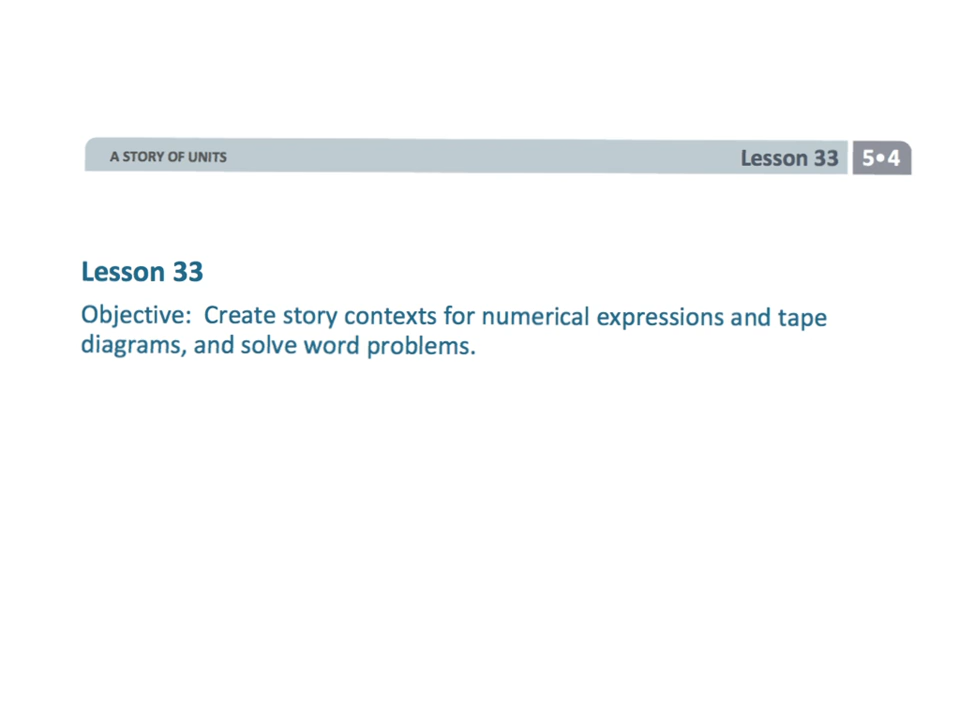 A STORY OF UNITS
Lesson 33 5•4
Lesson 33
Objective: Create story contexts for numerical expressions and tape
diagrams, and solve word problems.